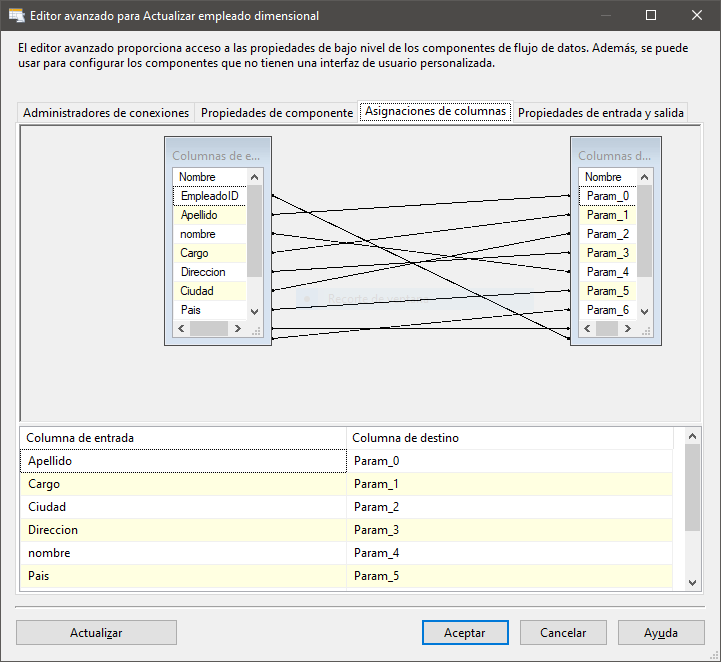 Editor avanzado para Actualizar empleado dimensional
El editor avanzado proporciona acceso a las propiedades de bajo nivel de los componentes de flujo de datos. Además, se puede
usar para configurar los componentes que no tienen una interfaz de usuario personalizada.
Administradores de conexiones Propiedades de componente Asignaciones de columnas Propiedades de entrada y salida
Columnas de e... Columnas d...
Nombre Nombre
EmpleadoID Param_0
Apellido Param_1
nombre Param_2
Cargo Param_3
Direccion Param_4
Ciudad Param_5
Pais Param_6
Columna de entrada Columna de destino
Apellido Param_0
Cargo Param_1
Ciudad Param_2
Direccion Param_3
nombre Param_4
Pais Param_5
Actualizar Aceptar Cancelar Ayuda